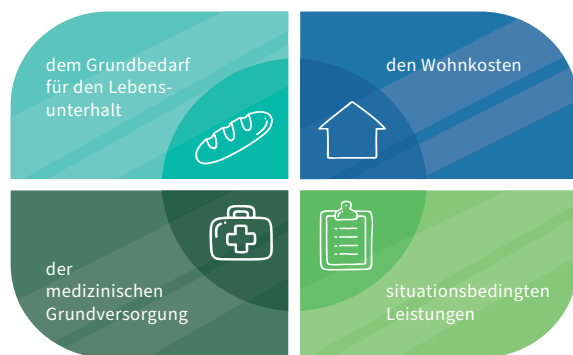 dem Grundbedarf
für den Lebens-
unterhalt
den Wohnkosten
der
medizinischen
Grundversorgung
situationsbedingten
Leistungen